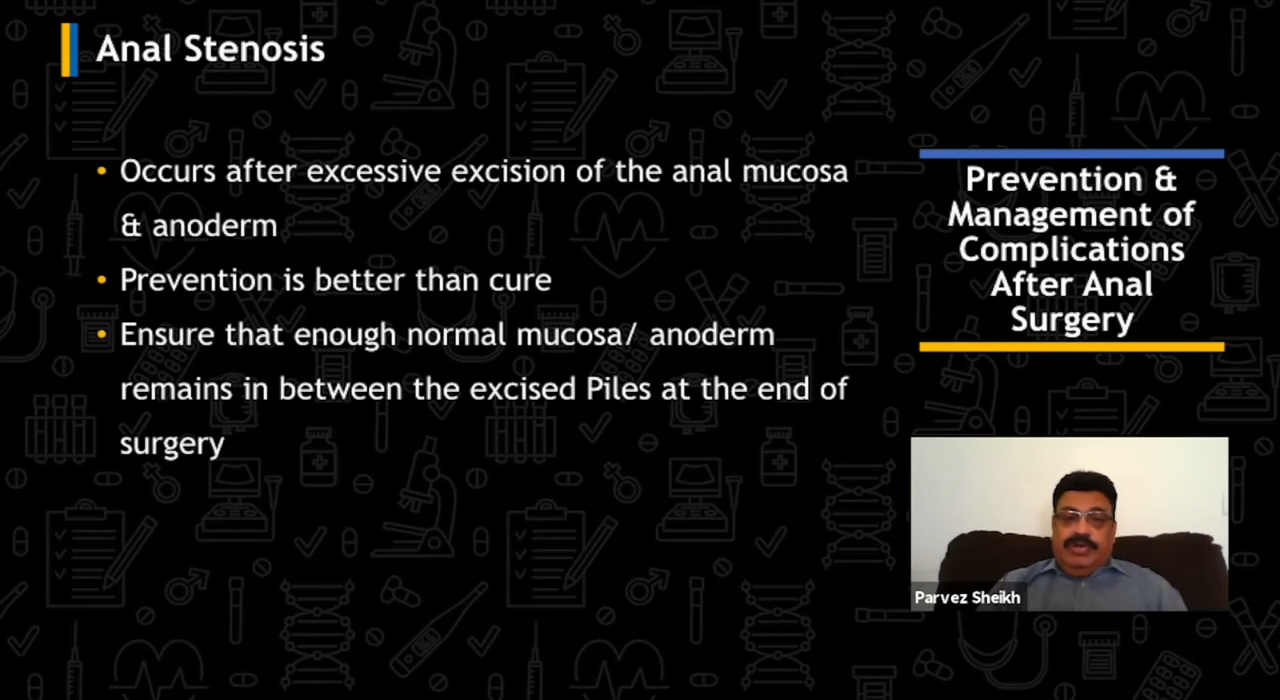 Anal Stenosis
• Occurs after excessive excision of the anal mucosa
& anoderm
• Prevention is better than cure
• Ensure that enough normal mucosa/ anoderm
remains in between the excised Piles at the end of
surgery
Prevention &
Management of
Complications
After Anal
Surgery
Parvez Sheikh